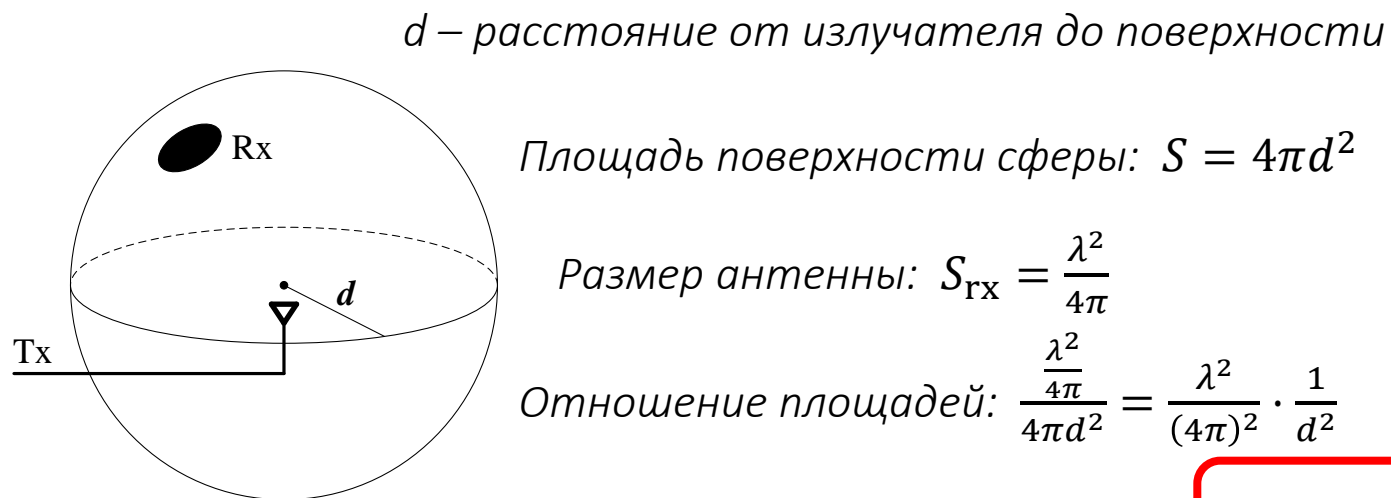 d – расстояние от излучателя до поверхности
Rx
Площадь поверхности сферы: S = 4πd²
Размер антенны: S_rx = λ²/4π
d
Tx
Отношение площадей: (λ²/4π)/(4πd²) = λ²/(4π)² · 1/d²